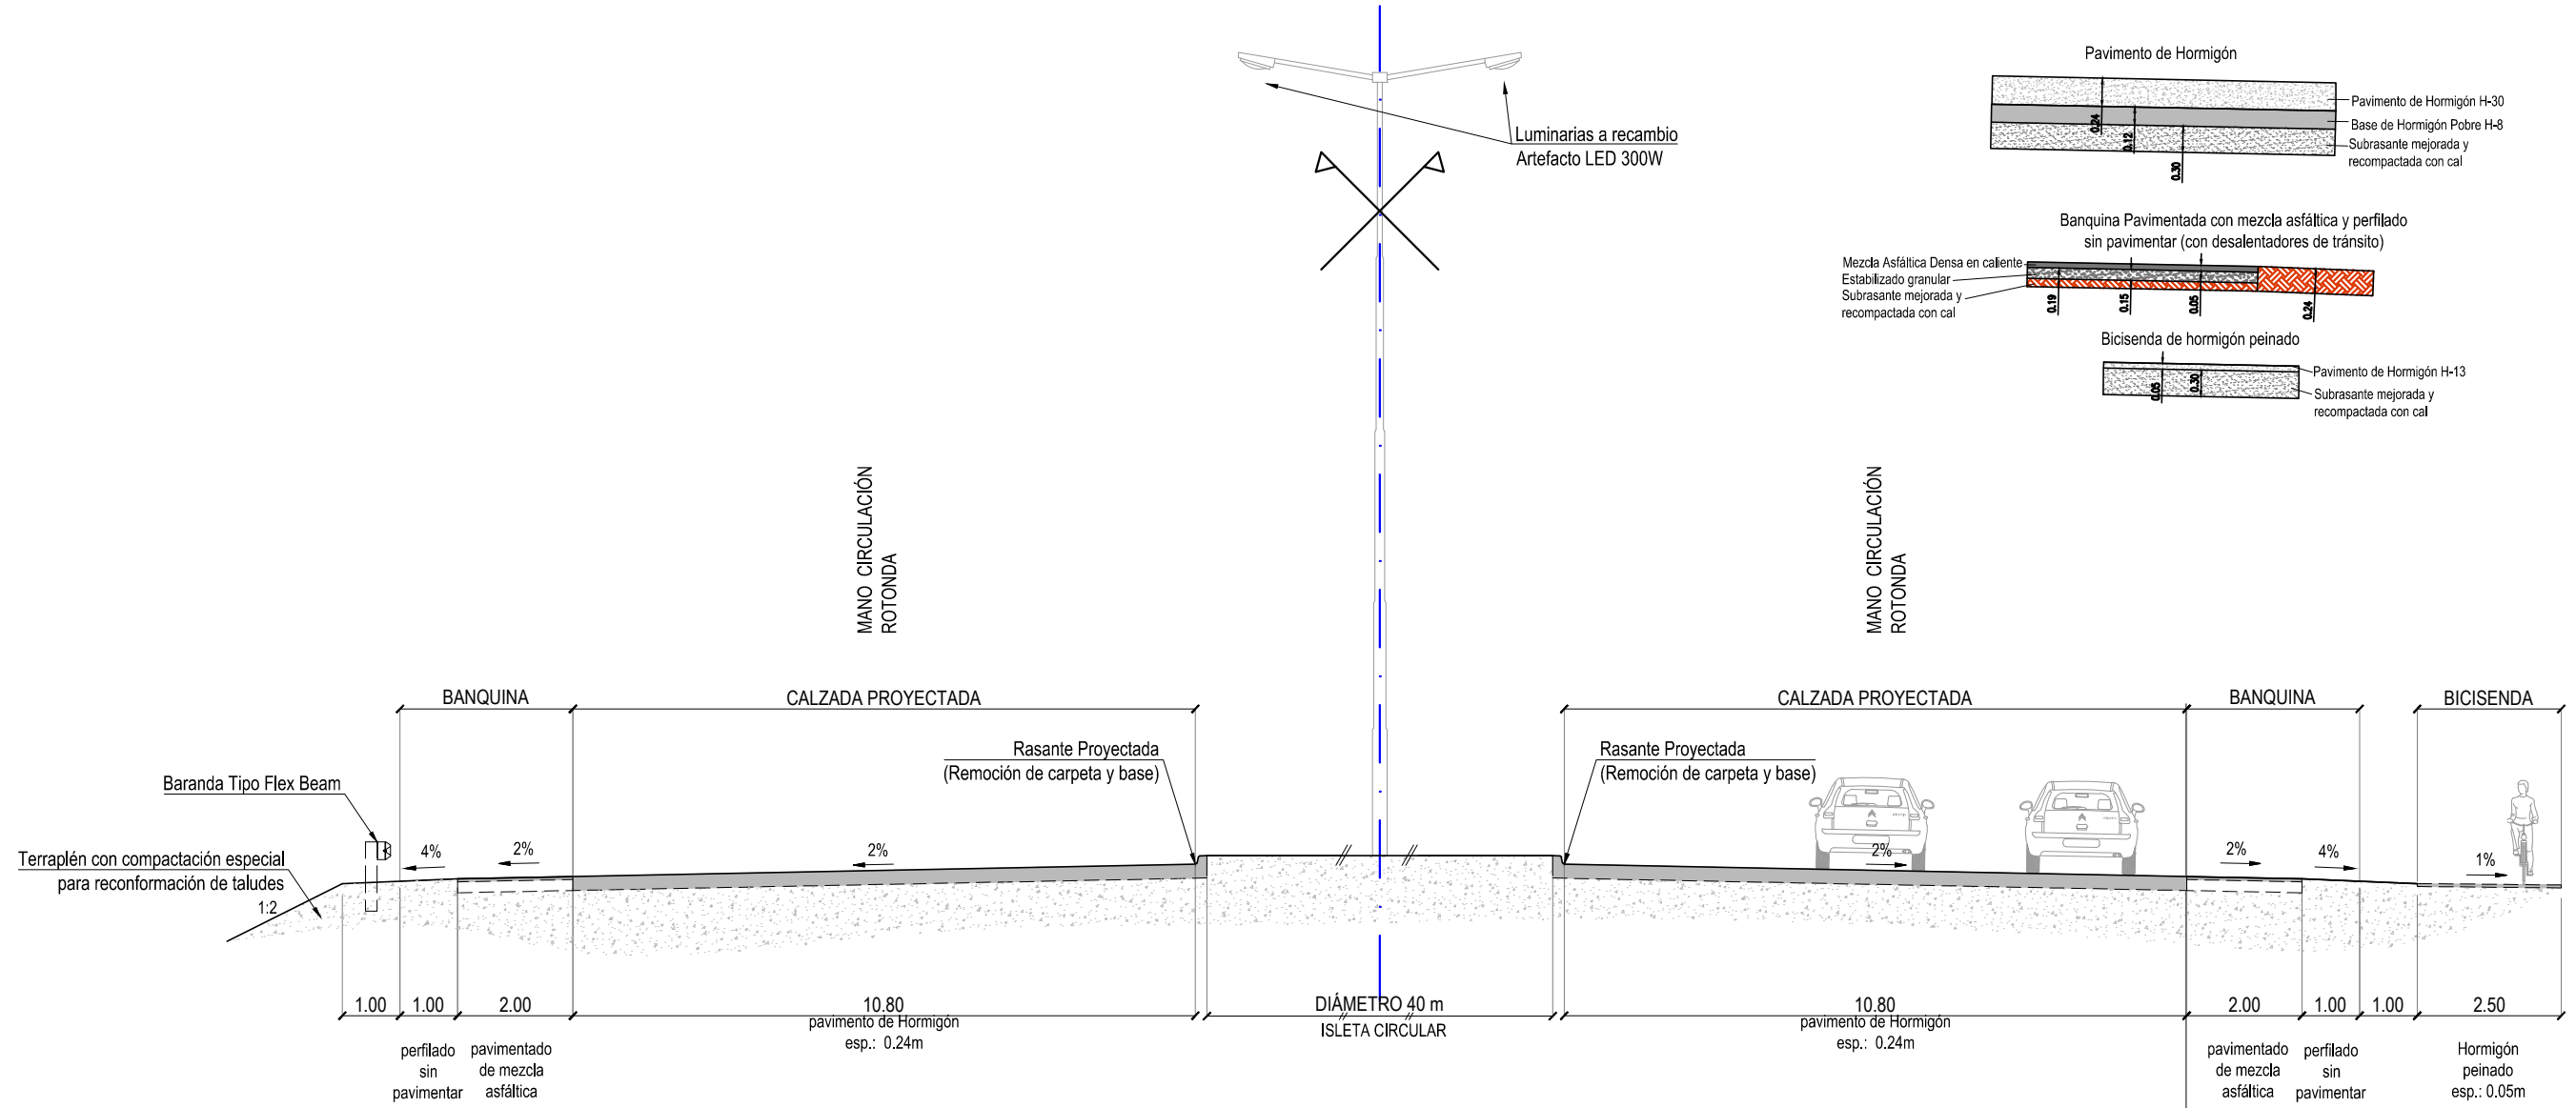 Pavimento de Hormigón
Pavimento de Hormigón H-30
Base de Hormigón Pobre H-8
Subrasante mejorada y
recompactada con cal
0.24
0.12
0.30
Luminarias a recambio
Artefacto LED 300W
Banquina Pavimentada con mezcla asfáltica y perfilado
sin pavimentar (con desalentadores de tránsito)
Mezcla Asfáltica Densa en caliente
Estabilizado granular
Subrasante mejorada y
recompactada con cal
0.19
0.15
0.05
0.24
Bicisenda de hormigón peinado
Pavimento de Hormigón H-13
Subrasante mejorada y
recompactada con cal
0.05
0.30
MANO CIRCULACIÓN
ROTONDA
MANO CIRCULACIÓN
ROTONDA
BANQUINA
CALZADA PROYECTADA
CALZADA PROYECTADA
BANQUINA
BICISENDA
Rasante Proyectada
(Remoción de carpeta y base)
Rasante Proyectada
(Remoción de carpeta y base)
Baranda Tipo Flex Beam
Terraplén con compactación especial
para reconformación de taludes
1:2
4%
2%
2%
2%
2%
4%
1%
1.00
1.00
2.00
10.80
DIÁMETRO 40 m
10.80
2.00
1.00
1.00
2.50
pavimento de Hormigón
esp.: 0.24m
ISLETA CIRCULAR
pavimento de Hormigón
esp.: 0.24m
perfilado
sin
pavimentar
pavimentado
de mezcla
asfáltica
pavimentado
de mezcla
asfáltica
perfilado
sin
pavimentar
Hormigón
peinado
esp.: 0.05m